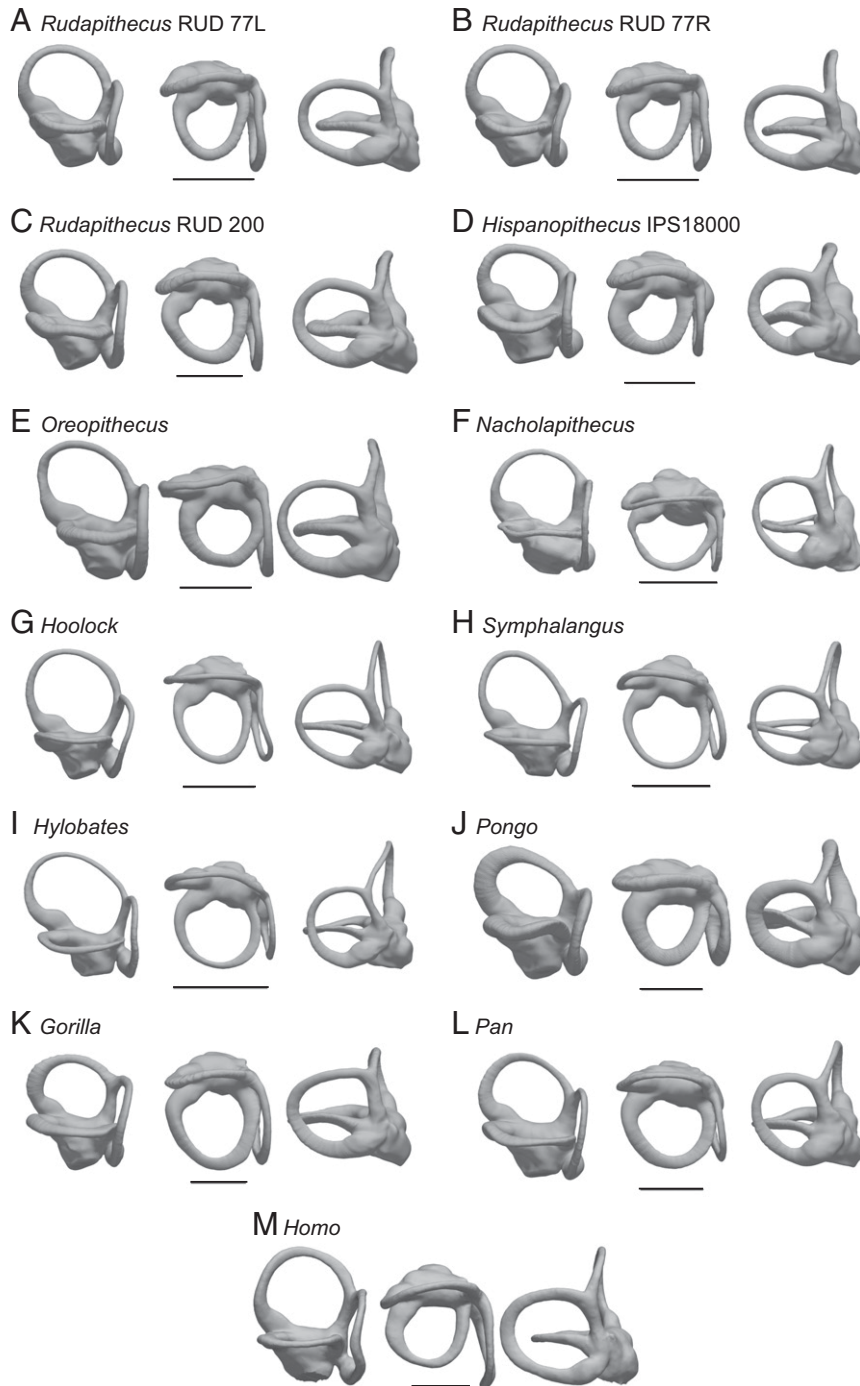 A Rudapithecus RUD 77L
B Rudapithecus RUD 77R
C Rudapithecus RUD 200
D Hispanopithecus IPS18000
E Oreopithecus
F Nacholapithecus
G Hoolock
H Symphalangus
I Hylobates
J Pongo
K Gorilla
L Pan
M Homo